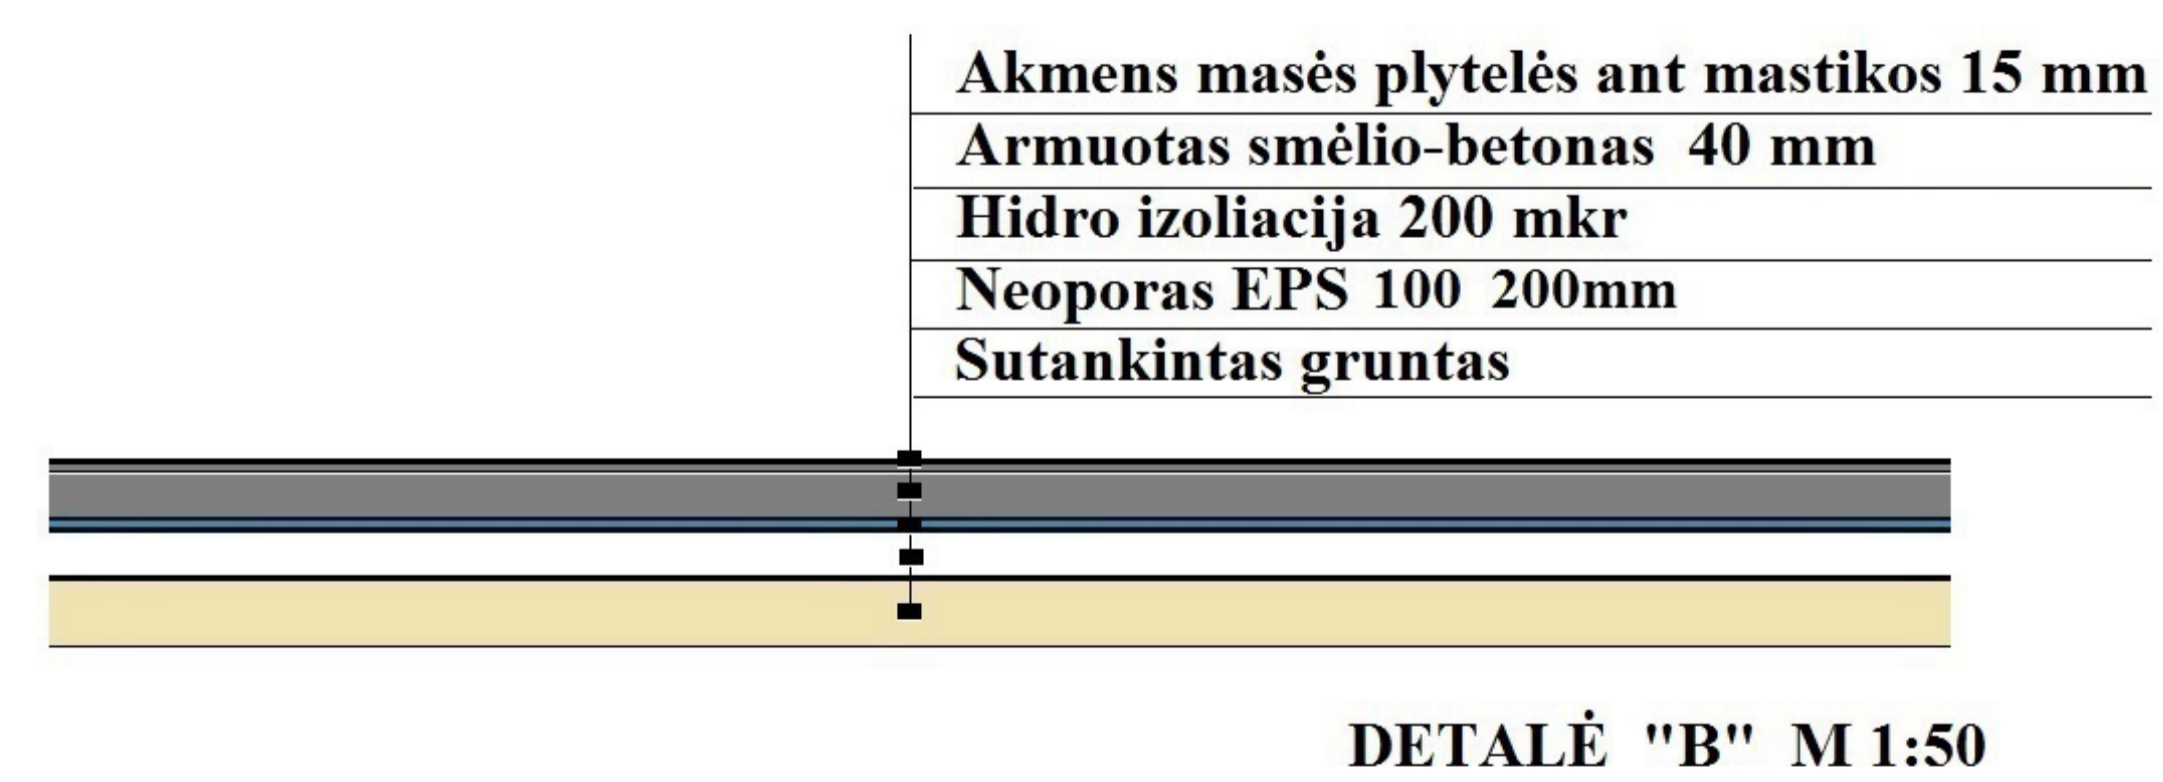 Akmens masės plytelės ant mastikos 15 mm
Armuotas smėlio-betonas 40 mm
Hidro izoliacija 200 mkr
Neoporas EPS 100 200mm
Sutankintas gruntas
DETALĖ "B" M 1:50